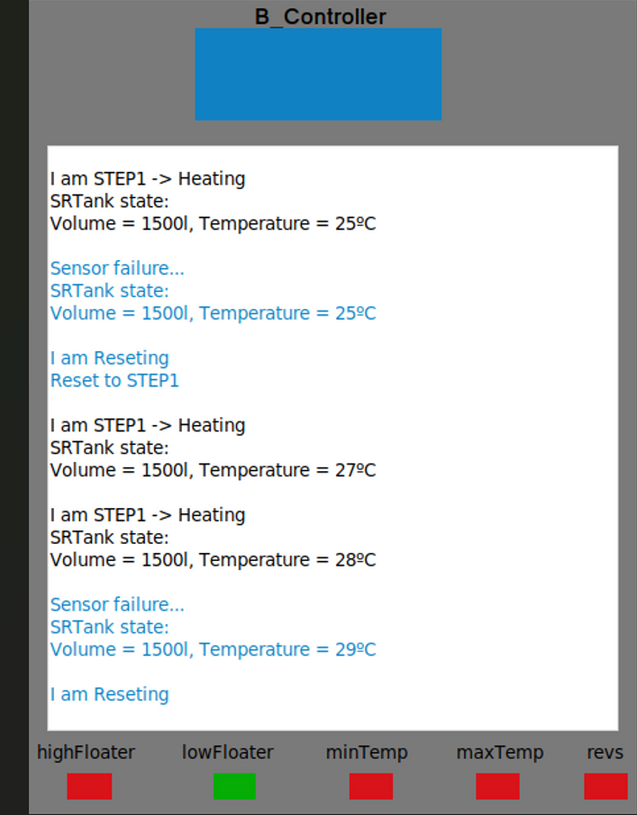 B_Controller
I am STEP1 -> Heating
SRTank state:
Volume = 1500l, Temperature = 25ºC
Sensor failure...
SRTank state:
Volume = 1500l, Temperature = 25ºC
I am Reseting
Reset to STEP1
I am STEP1 -> Heating
SRTank state:
Volume = 1500l, Temperature = 27ºC
I am STEP1 -> Heating
SRTank state:
Volume = 1500l, Temperature = 28ºC
Sensor failure...
SRTank state:
Volume = 1500l, Temperature = 29ºC
I am Reseting
highFloater lowFloater minTemp maxTemp revs